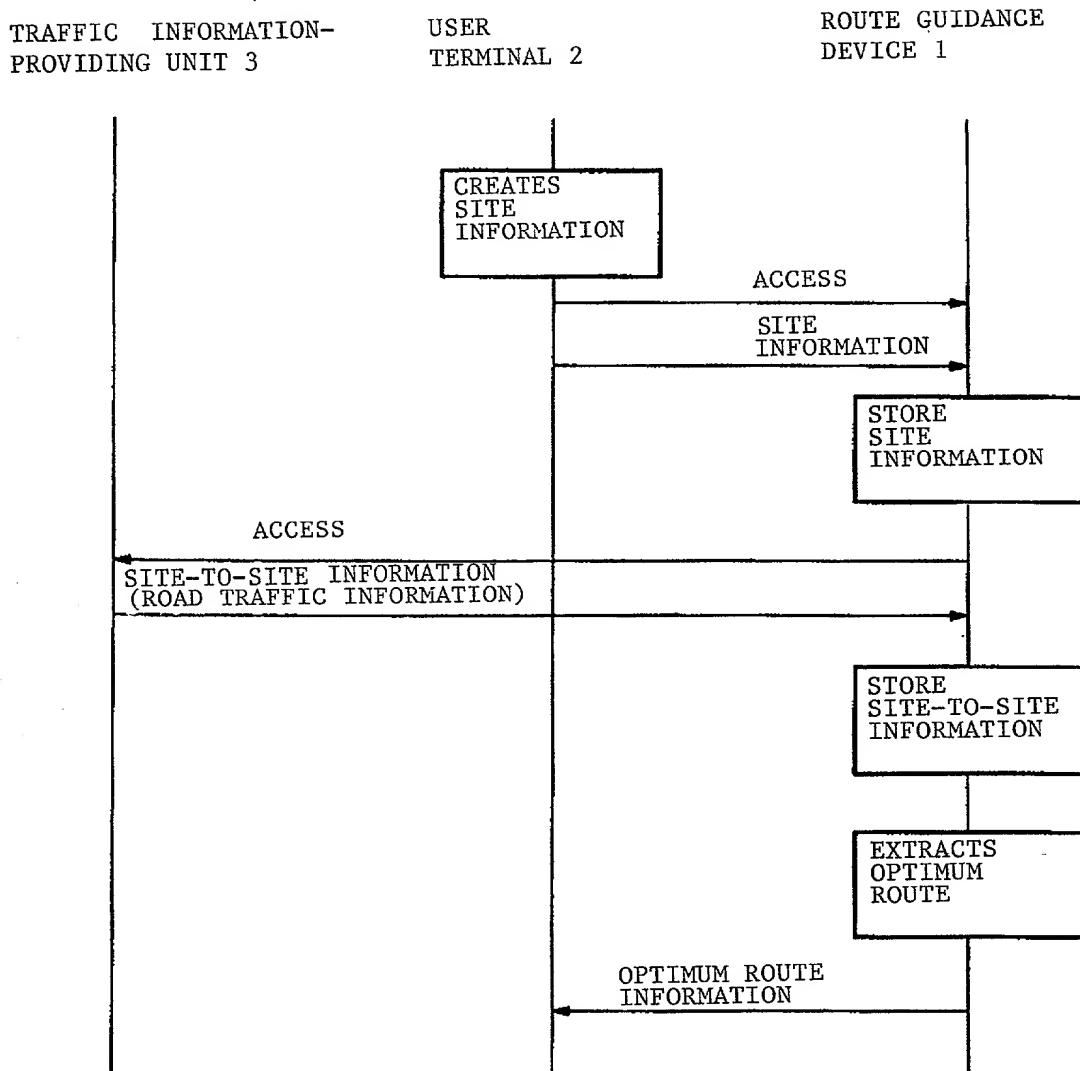 TRAFFIC INFORMATION-
PROVIDING UNIT 3
USER
TERMINAL 2
ROUTE GUIDANCE
DEVICE 1
CREATES
SITE
INFORMATION
ACCESS
SITE
INFORMATION
STORE
SITE
INFORMATION
ACCESS
SITE-TO-SITE INFORMATION
(ROAD TRAFFIC INFORMATION)
STORE
SITE-TO-SITE
INFORMATION
EXTRACTS
OPTIMUM
ROUTE
OPTIMUM ROUTE
INFORMATION